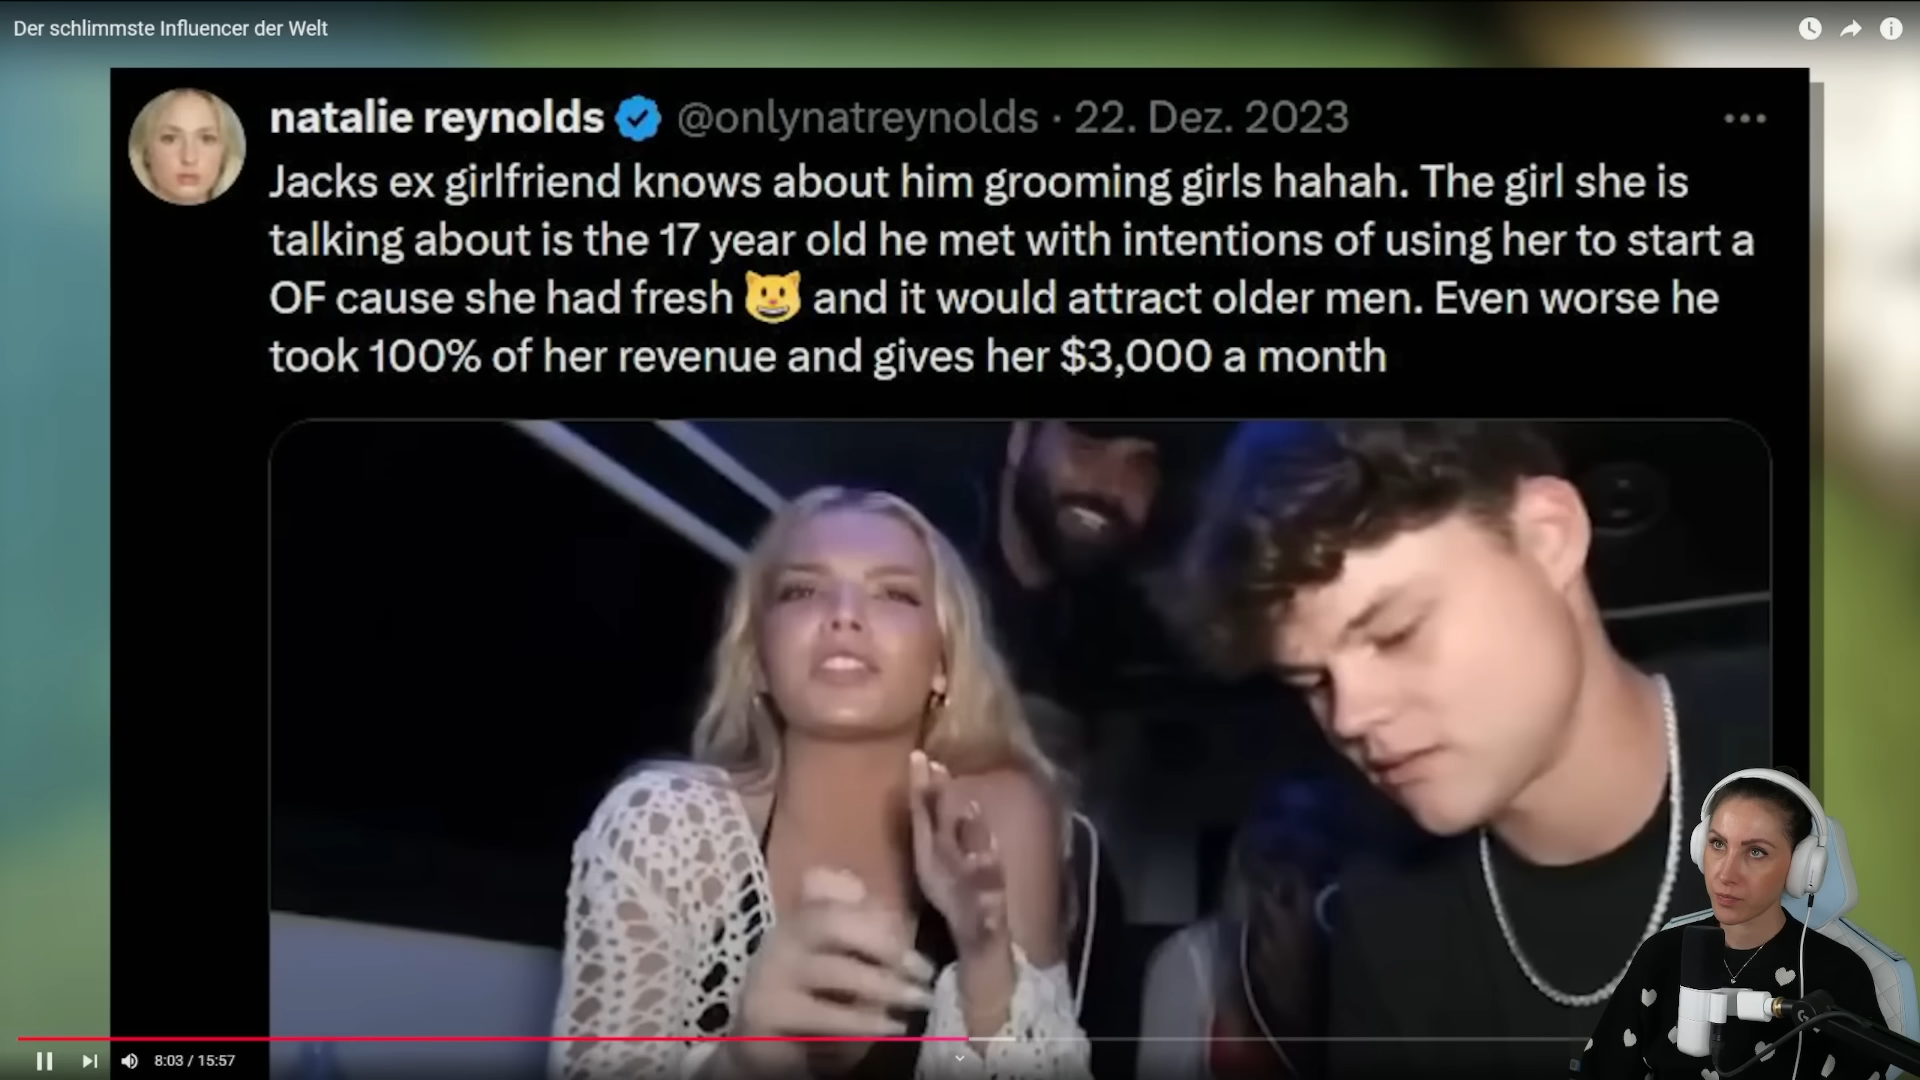 Der schlimmste Influencer der Welt
natalie reynolds @onlynatreynolds · 22. Dez. 2023
Jacks ex girlfriend knows about him grooming girls hahah. The girl she is
talking about is the 17 year old he met with intentions of using her to start a
OF cause she had fresh 😺 and it would attract older men. Even worse he
took 100% of her revenue and gives her $3,000 a month
8:03 / 15:57